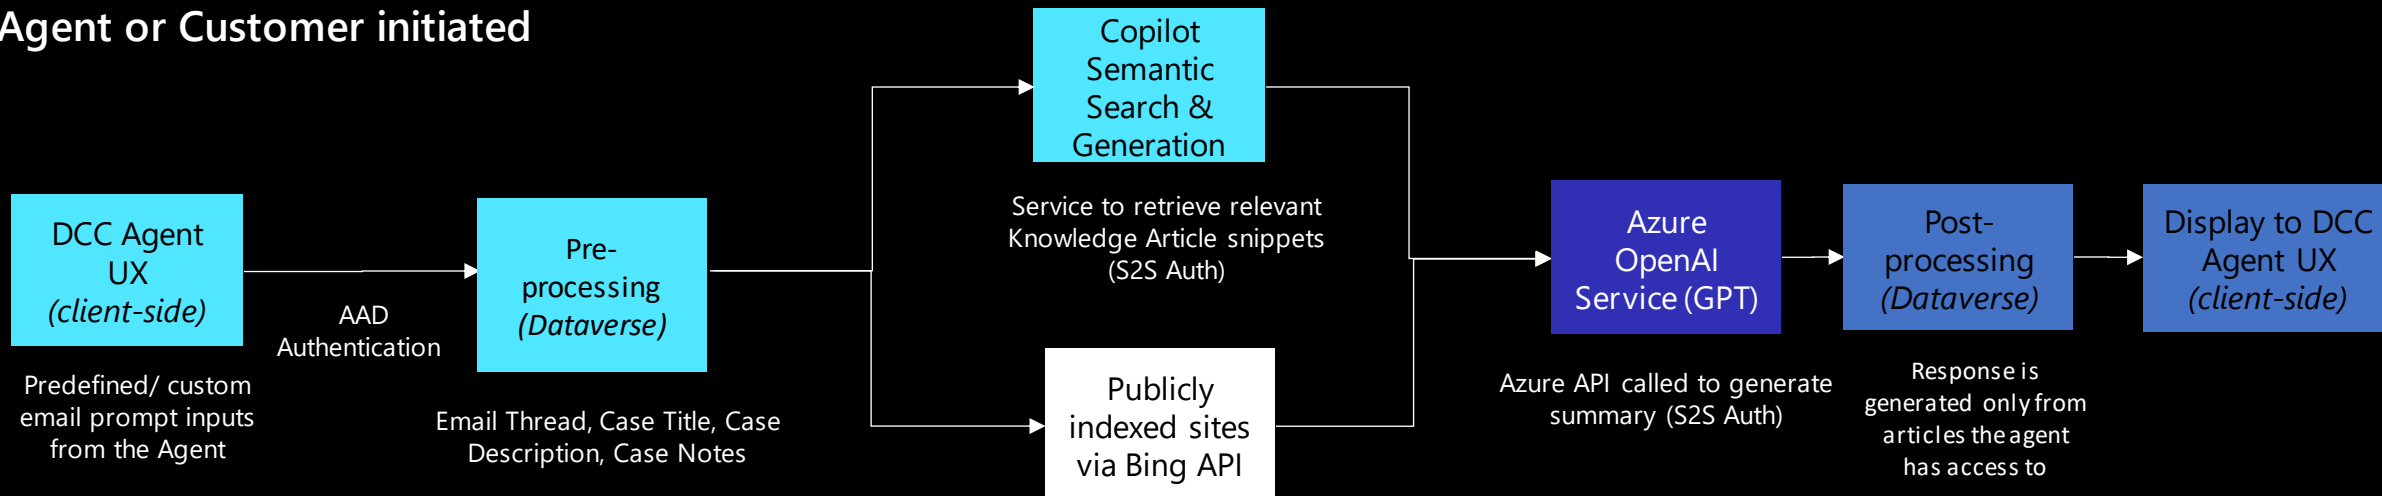 Agent or Customer initiated
DCC Agent
UX
(client-side)
Predefined/ custom
email prompt inputs
from the Agent
AAD
Authentication
Pre-
processing
(Dataverse)
Email Thread, Case Title, Case
Description, Case Notes
Copilot
Semantic
Search &
Generation
Service to retrieve relevant
Knowledge Article snippets
(S2S Auth)
Publicly
indexed sites
via Bing API
Azure
OpenAI
Service (GPT)
Azure API called to generate
summary (S2S Auth)
Post-
processing
(Dataverse)
Response is
generated only from
articles the agent
has access to
Display to DCC
Agent UX
(client-side)